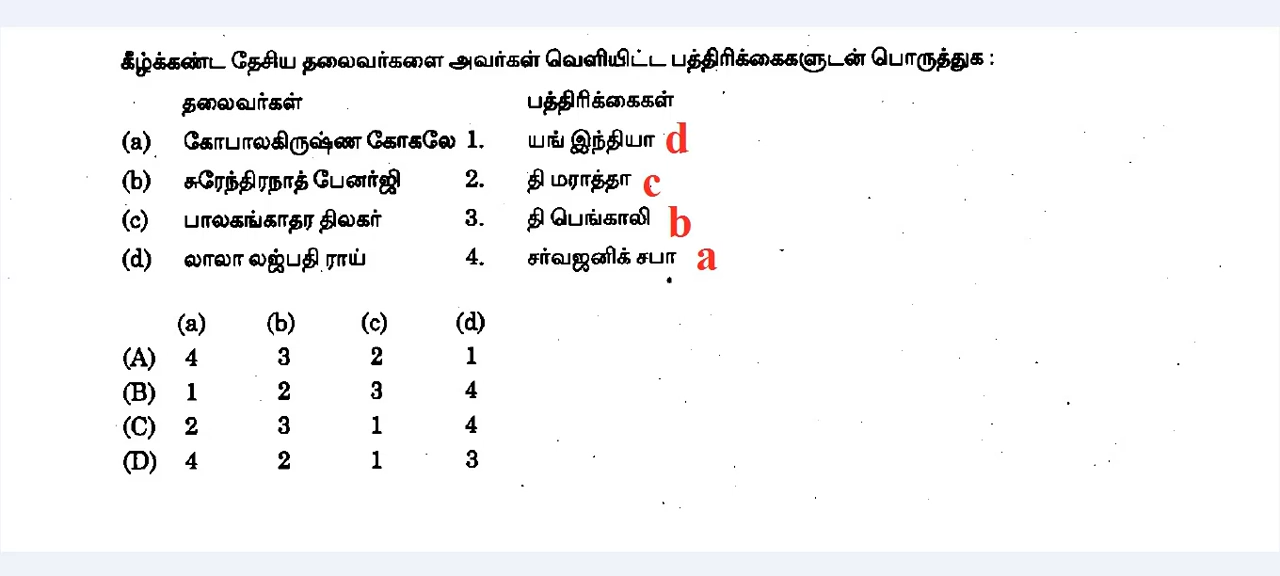 கீழ்க்கண்ட தேசிய தலைவர்களை அவர்கள் வெளியிட்ட பத்திரிக்கைகளுடன் பொருத்துக :
தலைவர்கள் பத்திரிக்கைகள்
(a) கோபாலகிருஷ்ண கோகலே 1. யங் இந்தியா d
(b) சுரேந்திரநாத் பேனர்ஜி 2. தி மராத்தா c
(c) பாலகங்காதர திலகர் 3. தி பெங்காலி b
(d) லாலா லஜ்பதி ராய் 4. சர்வஜனிக் சபா a
(a) (b) (c) (d)
(A) 4 3 2 1
(B) 1 2 3 4
(C) 2 3 1 4
(D) 4 2 1 3